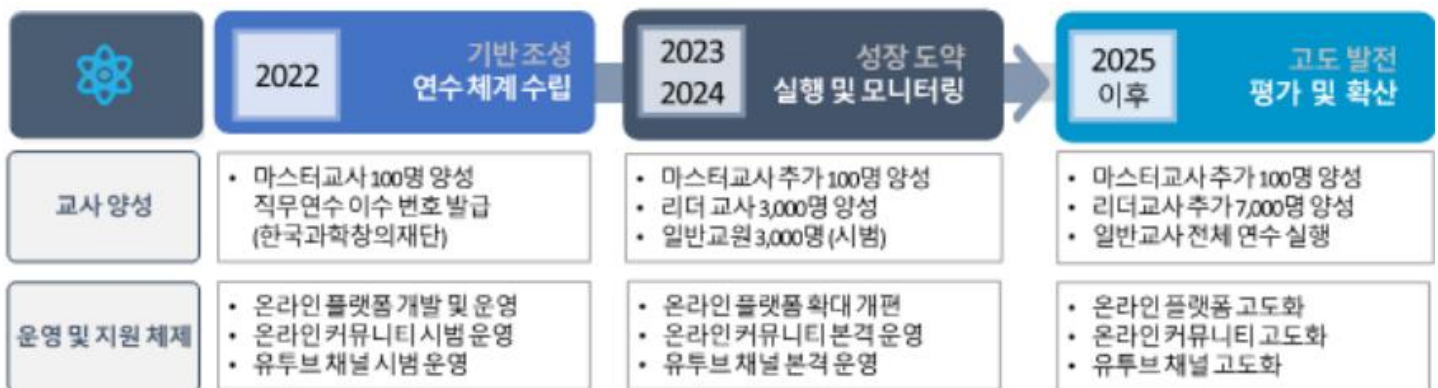 2022
기반 조성
연수 체계 수립
2023
2024
성장 도약
실행 및 모니터링
2025
이후
고도 발전
평가 및 확산
교사 양성
• 마스터교사 100명 양성
직무연수 이수 번호 발급
(한국과학창의재단)
• 마스터교사 추가 100명 양성
• 리더 교사 3,000명 양성
• 일반교원 3,000명 (시범)
• 마스터교사 추가 100명 양성
• 리더교사 추가 7,000명 양성
• 일반교사 전체 연수 실행
운영 및 지원 체제
• 온라인 플랫폼 개발 및 운영
• 온라인 커뮤니티 시범 운영
• 유투브 채널 시범 운영
• 온라인 플랫폼 확대 개편
• 온라인 커뮤니티 본격 운영
• 유투브 채널 본격 운영
• 온라인 플랫폼 고도화
• 온라인 커뮤니티 고도화
• 유투브 채널 고도화